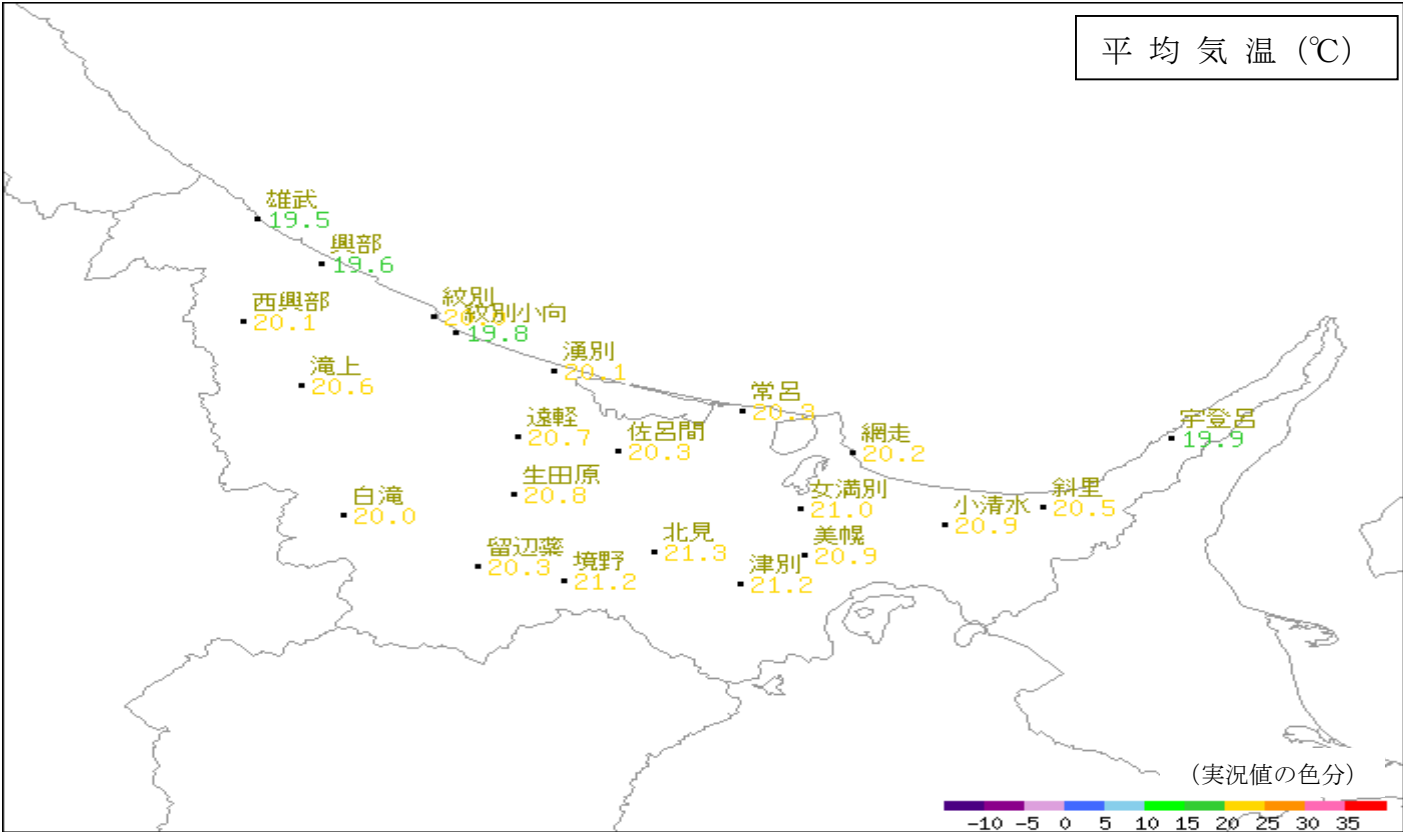 平均気温(℃)
雄武
19.5
興部
19.6
西興部
20.1
紋別
紋別小向
19.8
滝上
20.6
湧別
20.1
常呂
20.3
遠軽
20.7
佐呂間
20.3
網走
20.2
宇登呂
19.9
生田原
20.8
女満別
21.0
斜里
20.5
白滝
20.0
小清水
20.9
北見
21.3
美幌
20.9
留辺蘂
20.3
境野
21.2
津別
21.2
(実況値の色分)
-10 -5 0 5 10 15 20 25 30 35